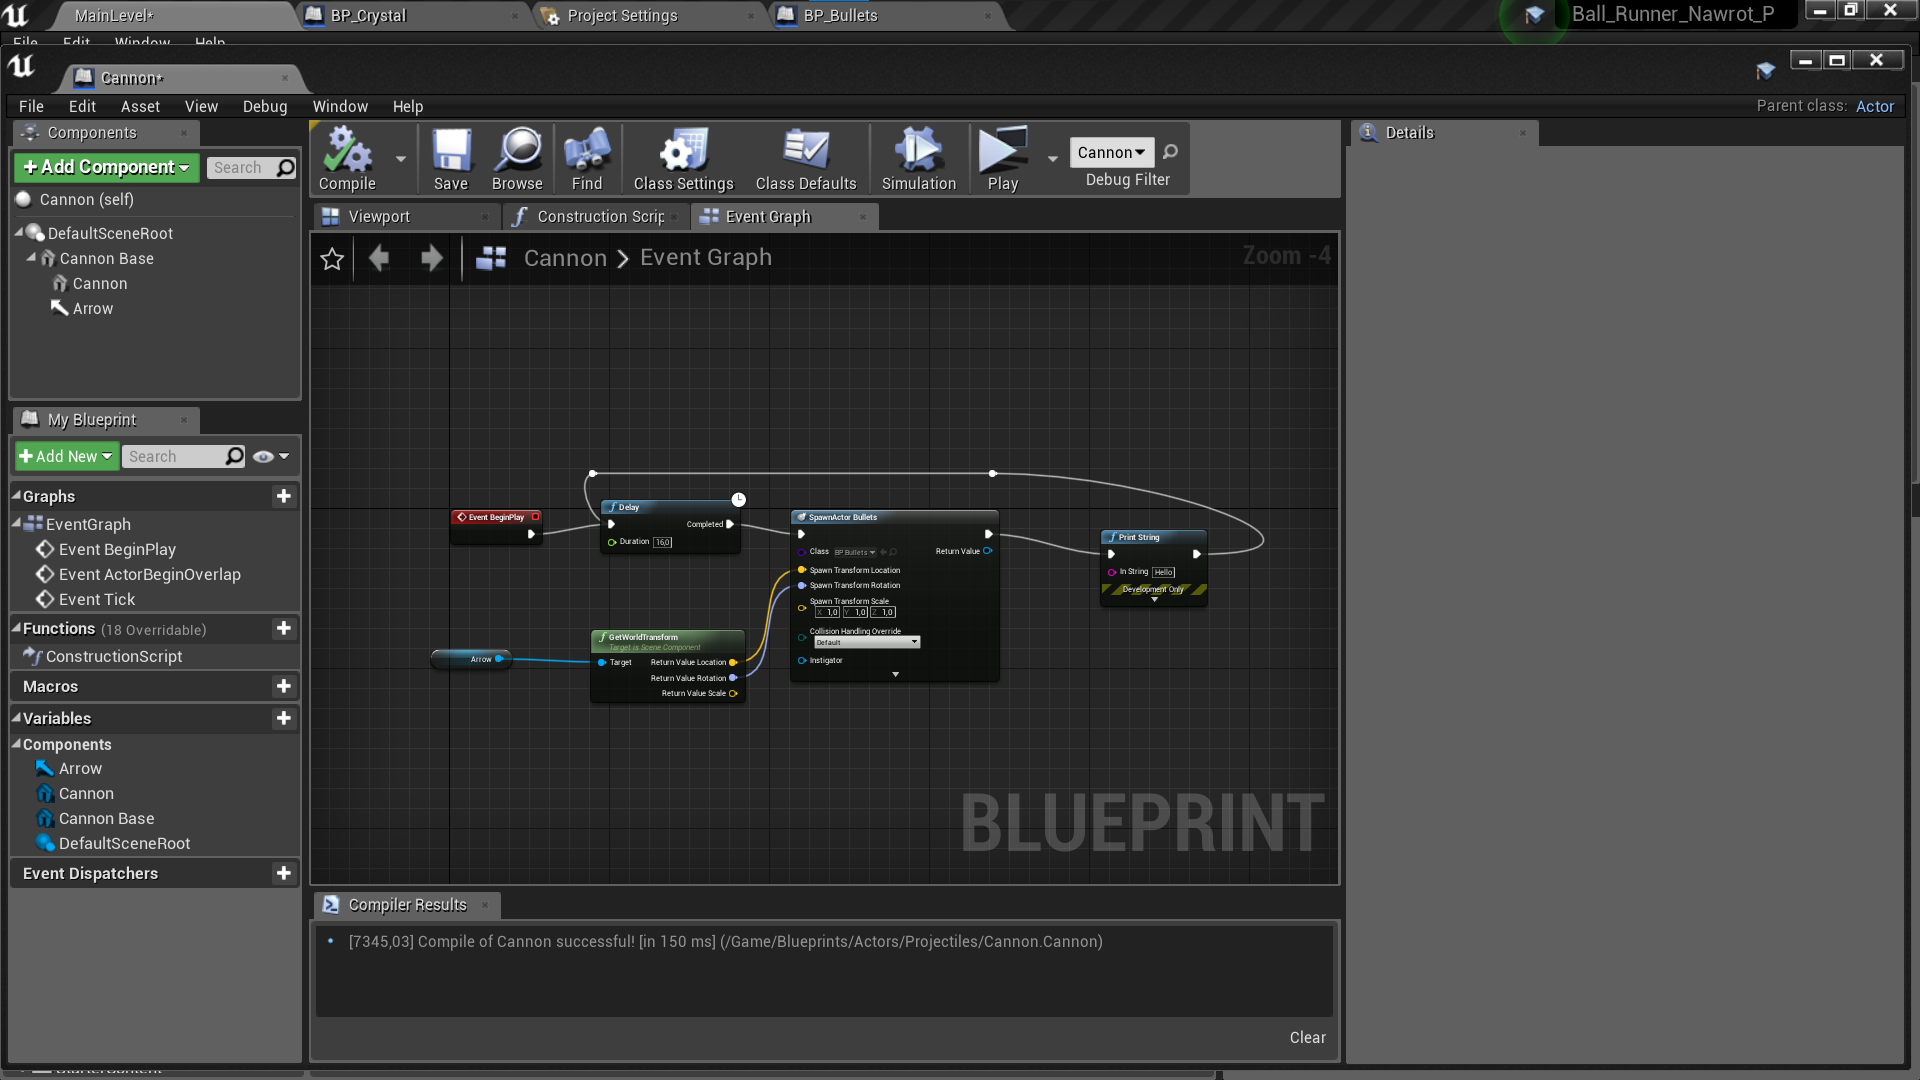 MainLevel*
BP_Crystal
Project Settings
BP_Bullets
Ball_Runner_Nawrot_P
File Edit Window Help
Cannon*
File Edit Asset View Debug Window Help
Parent class: Actor
Components
+ Add Component
Search
Cannon (self)
DefaultSceneRoot
Cannon Base
Cannon
Arrow
My Blueprint
+ Add New
Search
Graphs
EventGraph
Event BeginPlay
Event ActorBeginOverlap
Event Tick
Functions (18 Overridable)
ConstructionScript
Macros
Variables
Components
Arrow
Cannon
Cannon Base
DefaultSceneRoot
Event Dispatchers
Compile
Save
Browse
Find
Class Settings
Class Defaults
Simulation
Play
Cannon
Debug Filter
Viewport
Construction Scrip
Event Graph
Cannon > Event Graph
Zoom -4
Event BeginPlay
Delay
Completed
Duration 16,0
SpawnActor Bullets
Class BP Bullets
Return Value
Spawn Transform Location
Spawn Transform Rotation
Spawn Transform Scale
X 1,0 Y 1,0 Z 1,0
Collision Handling Override
Default
Instigator
Print String
In String Hello
Development Only
Arrow
GetWorldTransform
Target is Scene Component
Target
Return Value Location
Return Value Rotation
Return Value Scale
BLUEPRINT
Compiler Results
[7345,03] Compile of Cannon successful! [in 150 ms] (/Game/Blueprints/Actors/Projectiles/Cannon.Cannon)
Clear
Details